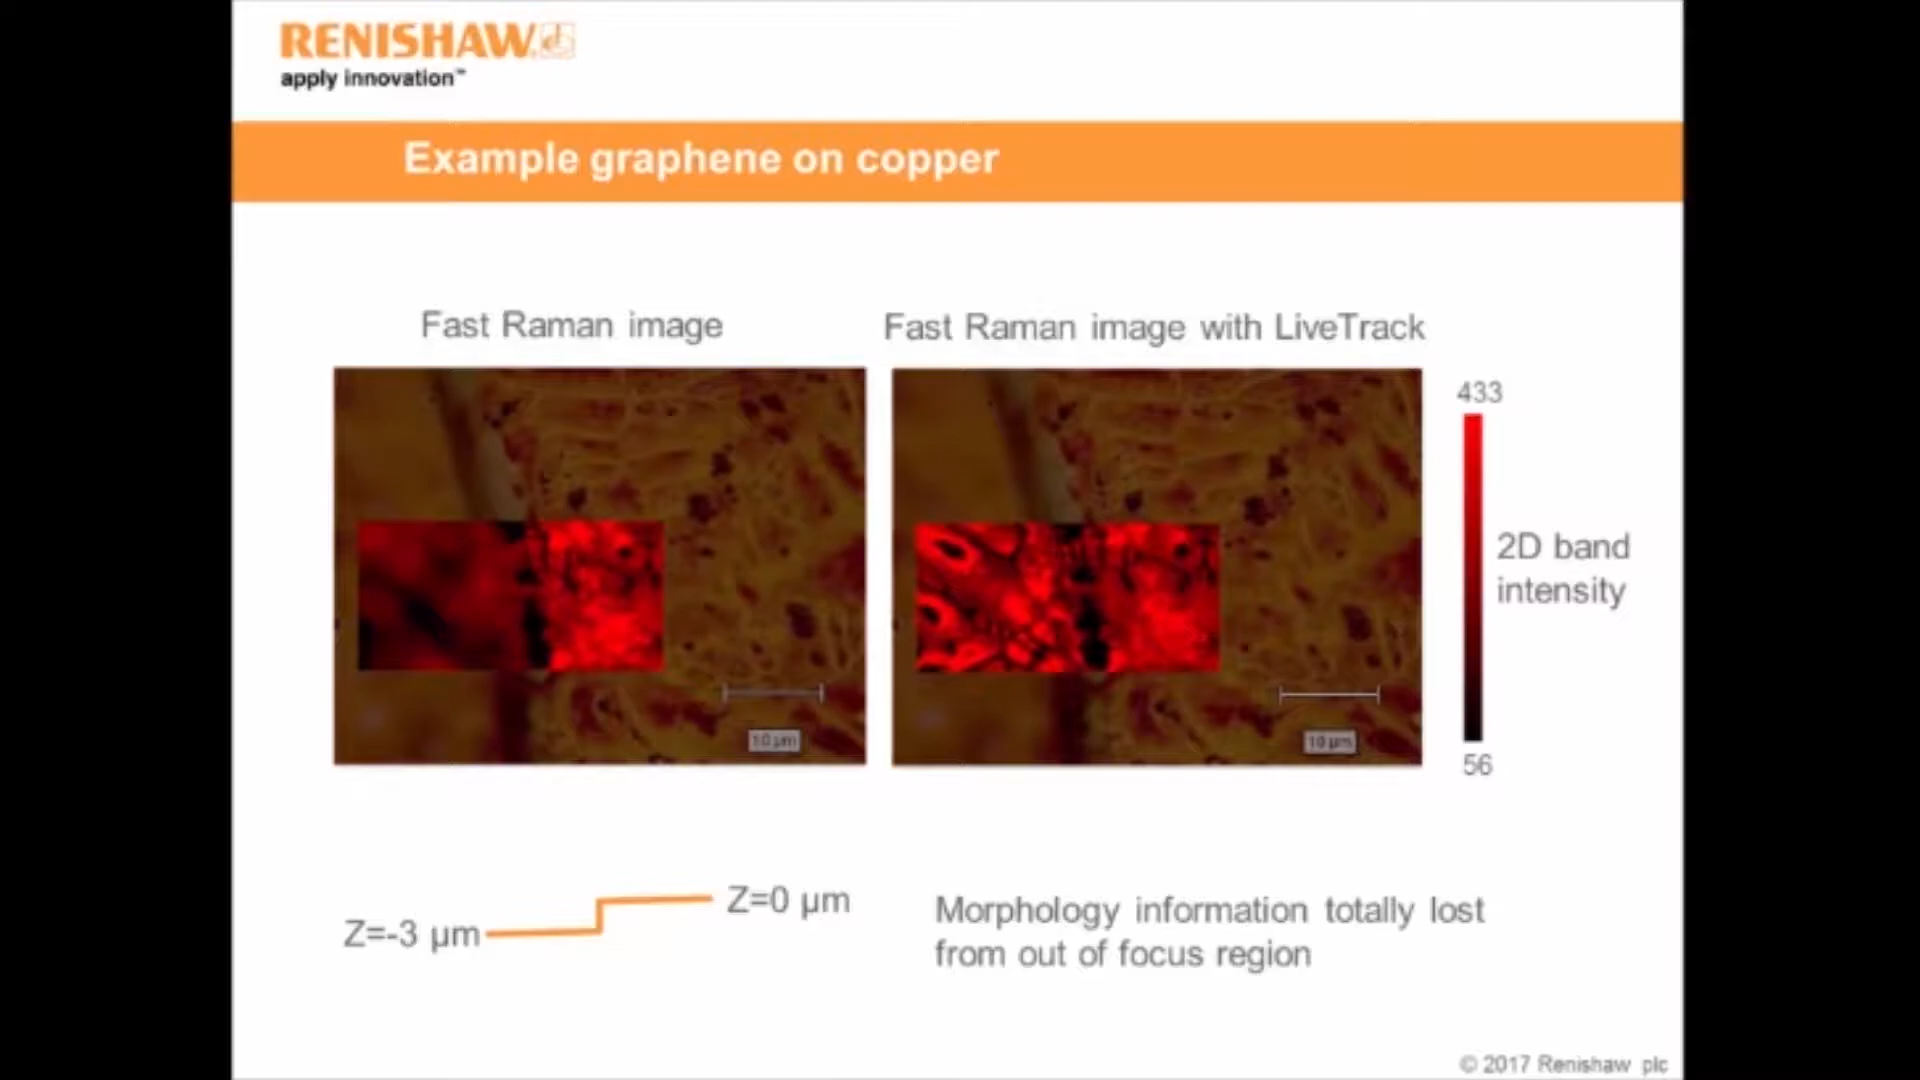 RENISHAW
apply innovation™
Example graphene on copper
Fast Raman image
Fast Raman image with LiveTrack
433
2D band
intensity
56
10 µm
10 µm
Z=-3 µm
Z=0 µm
Morphology information totally lost
from out of focus region
© 2017 Renishaw plc